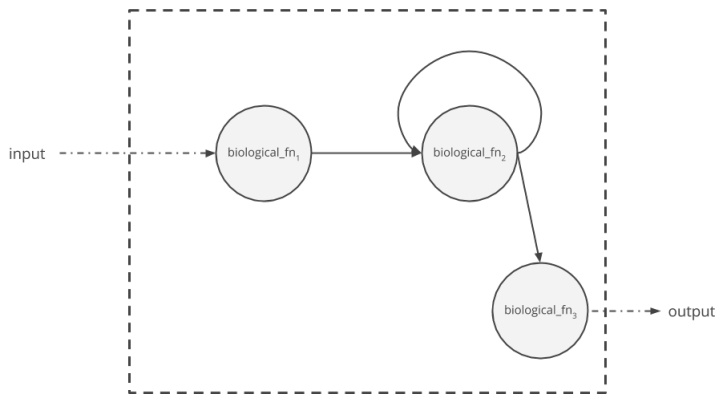 input
biological_fn₁
biological_fn₂
biological_fn₃
output